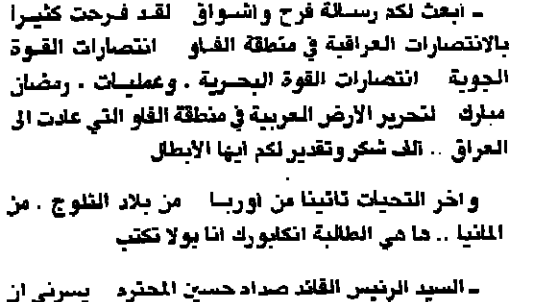 ـ ابعث لكم رسالة فرح واشواق لقد فرحت كثيرا
بالانتصارات العراقية في منطقة الفاو انتصارات القوة
الجوية انتصارات القوة البحرية . وعمليات . رمضان
مبارك لتحرير الارض العربية في منطقة الفاو التي عادت الى
العراق .. الف شكر وتقدير لكم ايها الأبطال
واخر التحيات تاتينا من اوربا من بلاد الثلوج . من
المانيا .. ها هي الطالبة انكابورك انا بولا تكتب
ـ السيد الرئيس القائد صدام حسين المحترم يسرني ان